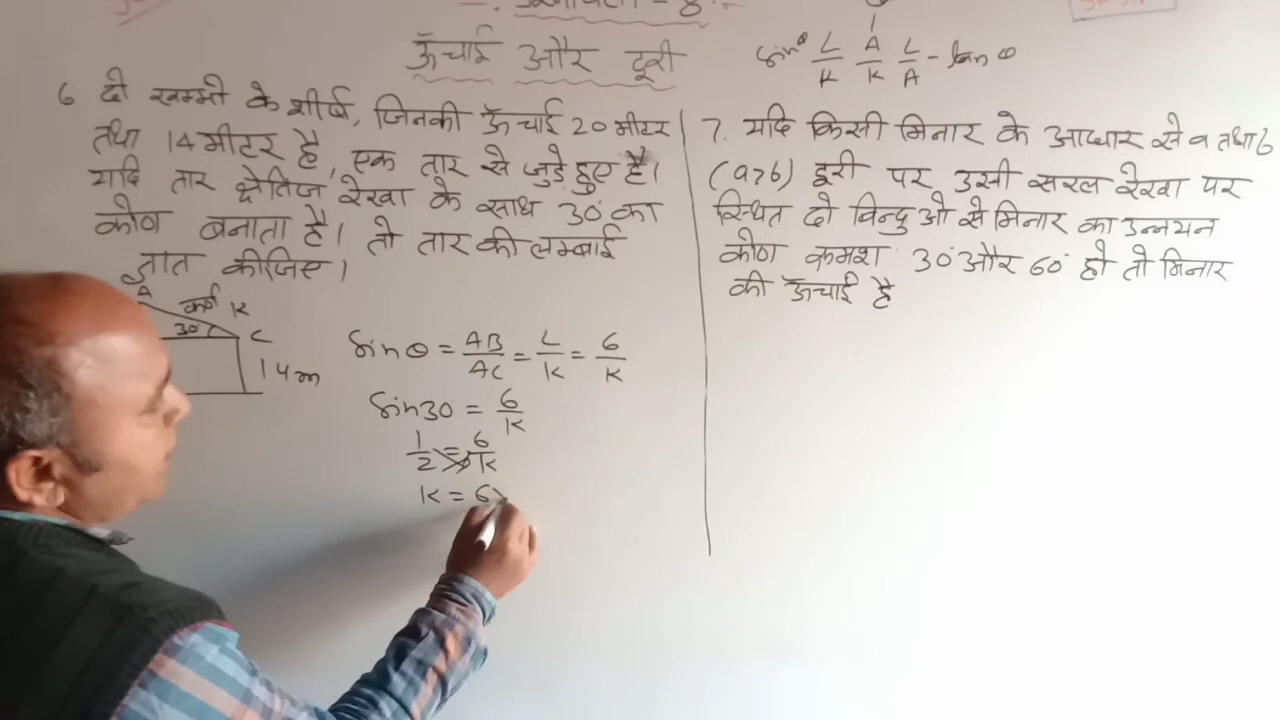 ऊँचाई और दूरी
sinθ L/K A/K L/A - tanθ
6 दो खम्भो के शीर्ष, जिनकी ऊँचाई 20 मीटर
तथा 14 मीटर है, एक तार से जुड़े हुए है।
यदि तार क्षैतिज रेखा के साथ 30° का
कोण बनाता है। तो तार की लम्बाई
ज्ञात कीजिए।
A
कर्ण K
30°
C
14m
sinθ = AB/AC = L/K = 6/K
sin30 = 6/K
1/2 = 6/K
K = 6×
7. यदि किसी मिनार के आधार से a तथा b
(a>b) दूरी पर उसी सरल रेखा पर
स्थित दो बिन्दुओ से मिनार का उन्नयन
कोण क्रमश: 30° और 60° हो तो मिनार
की ऊँचाई है